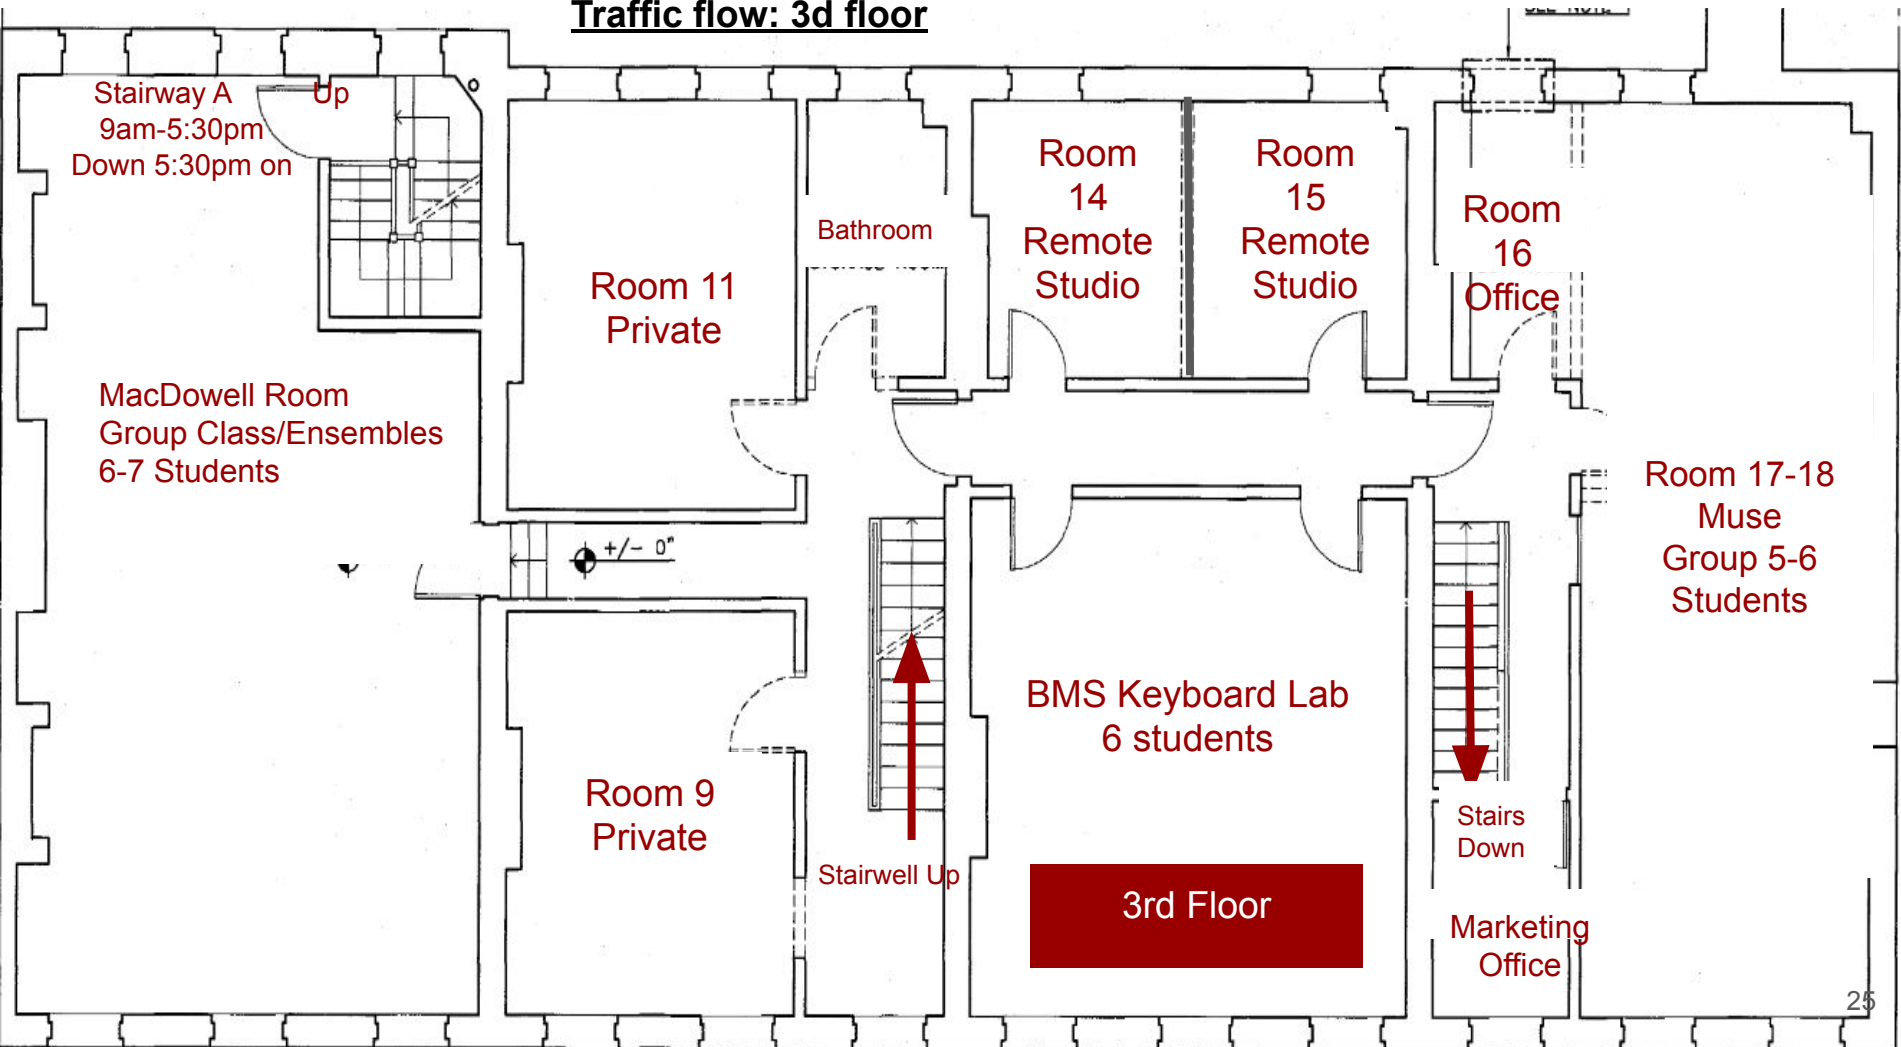 Traffic flow: 3d floor
Stairway A
Up
9am-5:30pm
Down 5:30pm on
MacDowell Room
Group Class/Ensembles
6-7 Students
Room 11
Private
+/- 0"
Room 9
Private
Bathroom
Stairwell Up
Room
14
Remote
Studio
Room
15
Remote
Studio
BMS Keyboard Lab
6 students
3rd Floor
Room
16
Office
Stairs
Down
Marketing
Office
Room 17-18
Muse
Group 5-6
Students
25